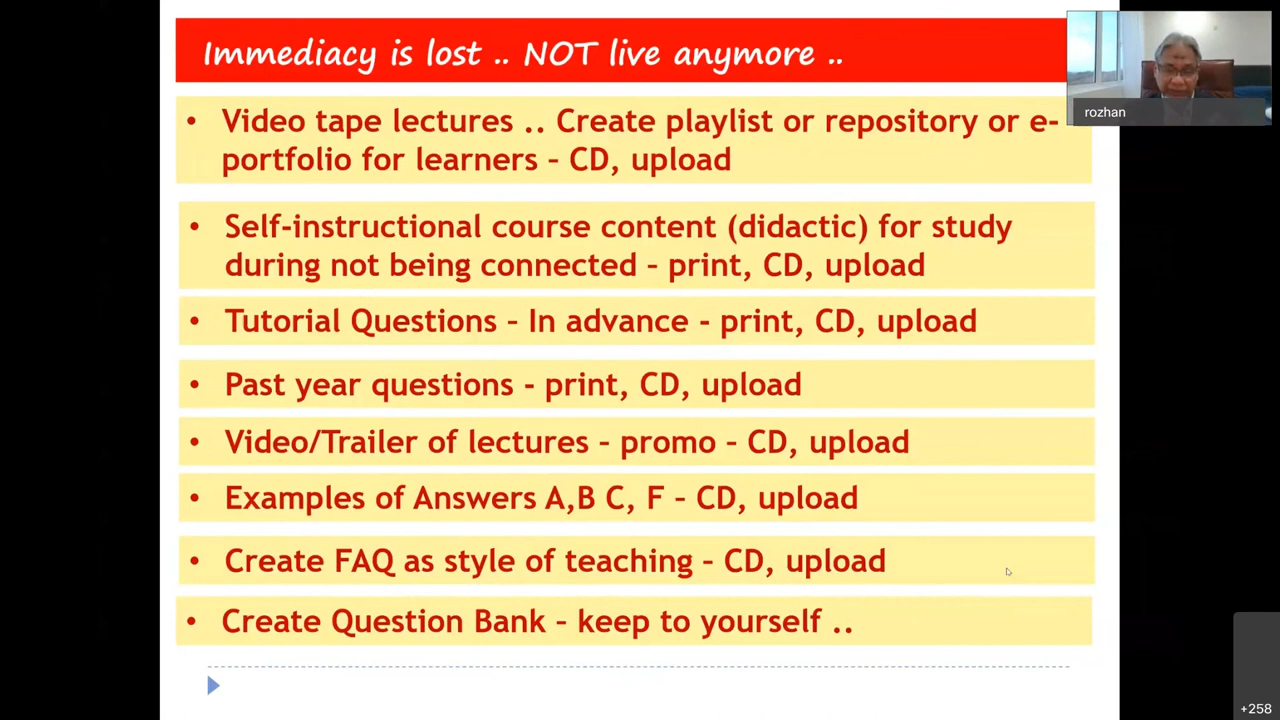 Immediacy is lost .. NOT live anymore ..
rozhan
• Video tape lectures .. Create playlist or repository or e-
portfolio for learners – CD, upload
• Self-instructional course content (didactic) for study
during not being connected – print, CD, upload
• Tutorial Questions – In advance - print, CD, upload
• Past year questions - print, CD, upload
• Video/Trailer of lectures – promo – CD, upload
• Examples of Answers A,B C, F – CD, upload
• Create FAQ as style of teaching – CD, upload
• Create Question Bank – keep to yourself ..
+258